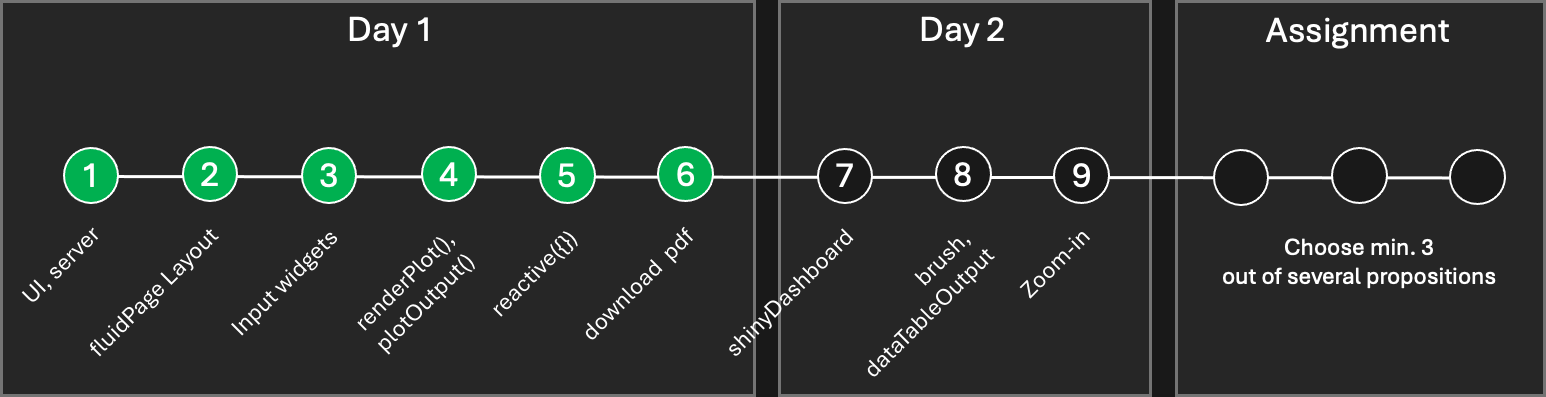 Day 1
Day 2
Assignment
1
2
3
4
5
6
7
8
9
UI, server
fluidPage Layout
Input widgets
renderPlot(),
plotOutput()
reactive({})
download pdf
shinyDashboard
brush,
dataTableOutput
Zoom-in
Choose min. 3
out of several propositions